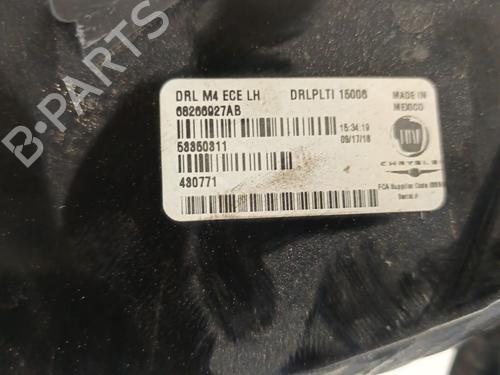 DRL M4 ECE LH DRLPLTI 15006
68266927AB
53350311
430771
MADE IN
MEXICO
15:34:19
09/17/18
FIAT
CHRYSLER
FCA Supplier Code
Serial #
B-PARTS